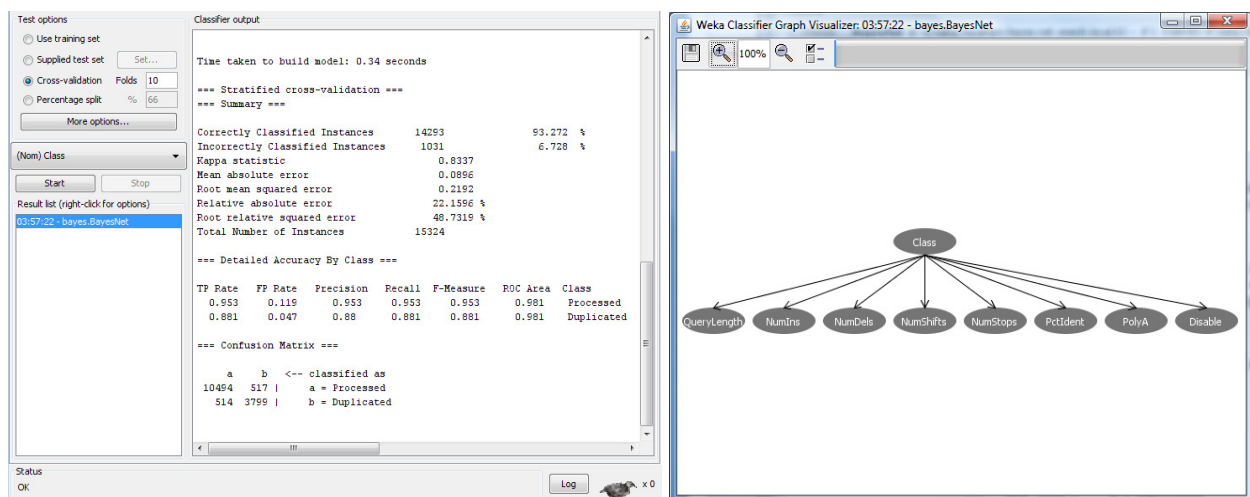 Test options
Use training set
Supplied test set Set...
Cross-validation Folds 10
Percentage split % 66
More options...
(Nom) Class
Start Stop
Result list (right-click for options)
03:57:22 - bayes.BayesNet
Classifier output
Time taken to build model: 0.34 seconds
=== Stratified cross-validation ===
=== Summary ===
Correctly Classified Instances 14293 93.272 %
Incorrectly Classified Instances 1031 6.728 %
Kappa statistic 0.8337
Mean absolute error 0.0896
Root mean squared error 0.2192
Relative absolute error 22.1596 %
Root relative squared error 48.7319 %
Total Number of Instances 15324
=== Detailed Accuracy By Class ===
TP Rate FP Rate Precision Recall F-Measure ROC Area Class
0.953 0.119 0.953 0.953 0.953 0.981 Processed
0.881 0.047 0.88 0.881 0.881 0.981 Duplicated
=== Confusion Matrix ===
a b <-- classified as
10494 517 | a = Processed
514 3799 | b = Duplicated
Status
OK
Log
x 0
Weka Classifier Graph Visualizer: 03:57:22 - bayes.BayesNet
100%
Class
QueryLength NumIns NumDels NumShifts NumStops PctIdent PolyA Disable